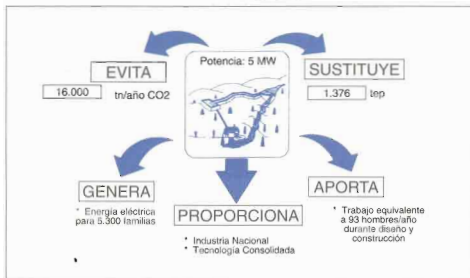 Potencia: 5 MW
EVITA
16.000 tn/año CO2
SUSTITUYE
1.376 tep
GENERA
* Energía eléctrica
para 5.300 familias
PROPORCIONA
* Industria Nacional
* Tecnología Consolidada
APORTA
* Trabajo equivalente
a 93 hombres/año
durante diseño y
construcción